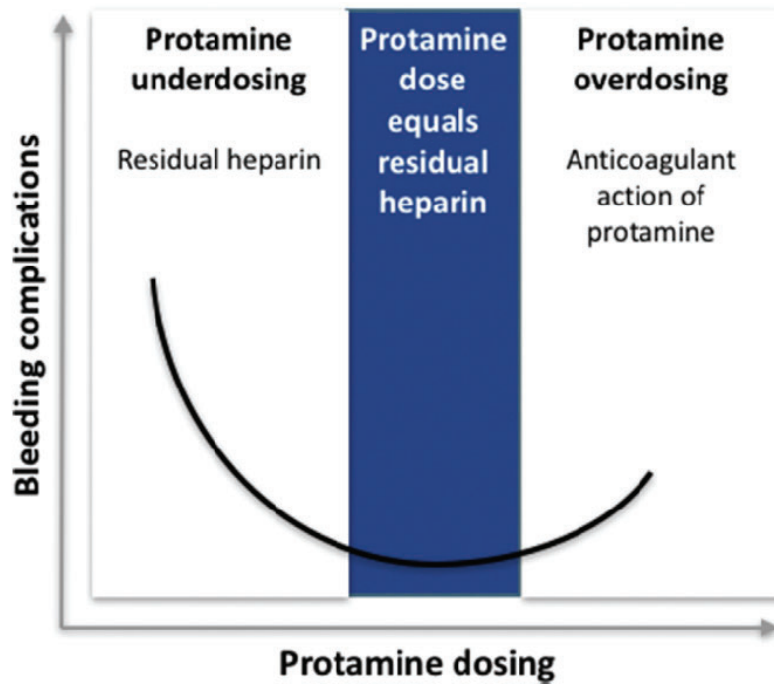 Protamine
underdosing
Residual heparin
Protamine
dose
equals
residual
heparin
Protamine
overdosing
Anticoagulant
action of
protamine
Bleeding complications
Protamine dosing